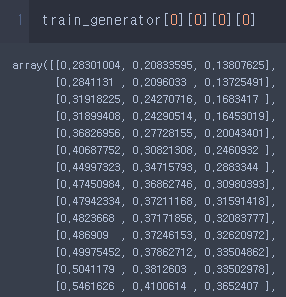 1 train_generator[0][0][0][0]
array([[0.28301004, 0.20833595, 0.13807625],
[0.2841131 , 0.2096033 , 0.13725491],
[0.31918225, 0.24270716, 0.1683417 ],
[0.31899408, 0.24290514, 0.16453019],
[0.36826956, 0.27728155, 0.20043401],
[0.40687752, 0.30821308, 0.2460932 ],
[0.44997323, 0.34715793, 0.2883344 ],
[0.47450984, 0.36862746, 0.30980393],
[0.47942334, 0.37211168, 0.31591418],
[0.4823668 , 0.37171856, 0.32083777],
[0.486909 , 0.37246153, 0.32620972],
[0.49975452, 0.37862712, 0.33504862],
[0.5041179 , 0.3812603 , 0.33502978],
[0.5461626 , 0.4100614 , 0.3652407 ],